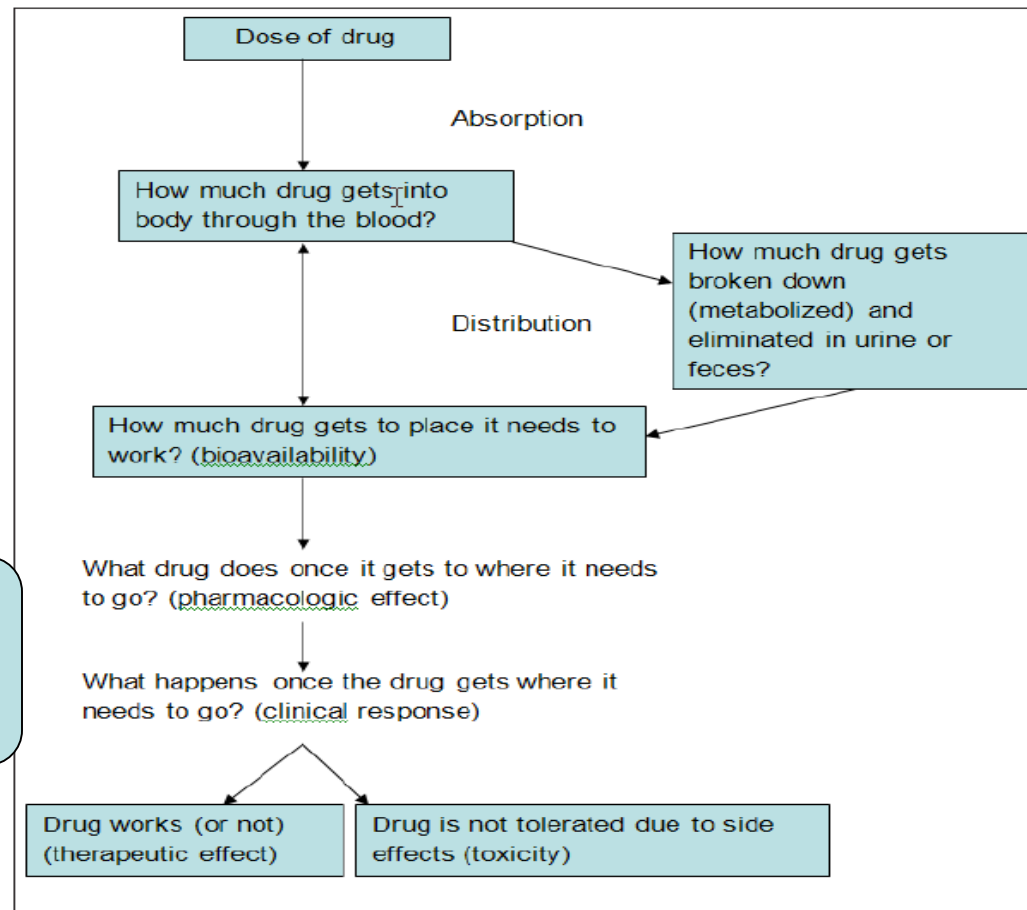 Dose of drug
Absorption
How much drug gets into
body through the blood?
How much drug gets
broken down
(metabolized) and
eliminated in urine or
feces?
Distribution
How much drug gets to place it needs to
work? (bioavailability)
What drug does once it gets to where it needs
to go? (pharmacologic effect)
What happens once the drug gets where it
needs to go? (clinical response)
Drug works (or not)
(therapeutic effect)
Drug is not tolerated due to side
effects (toxicity)